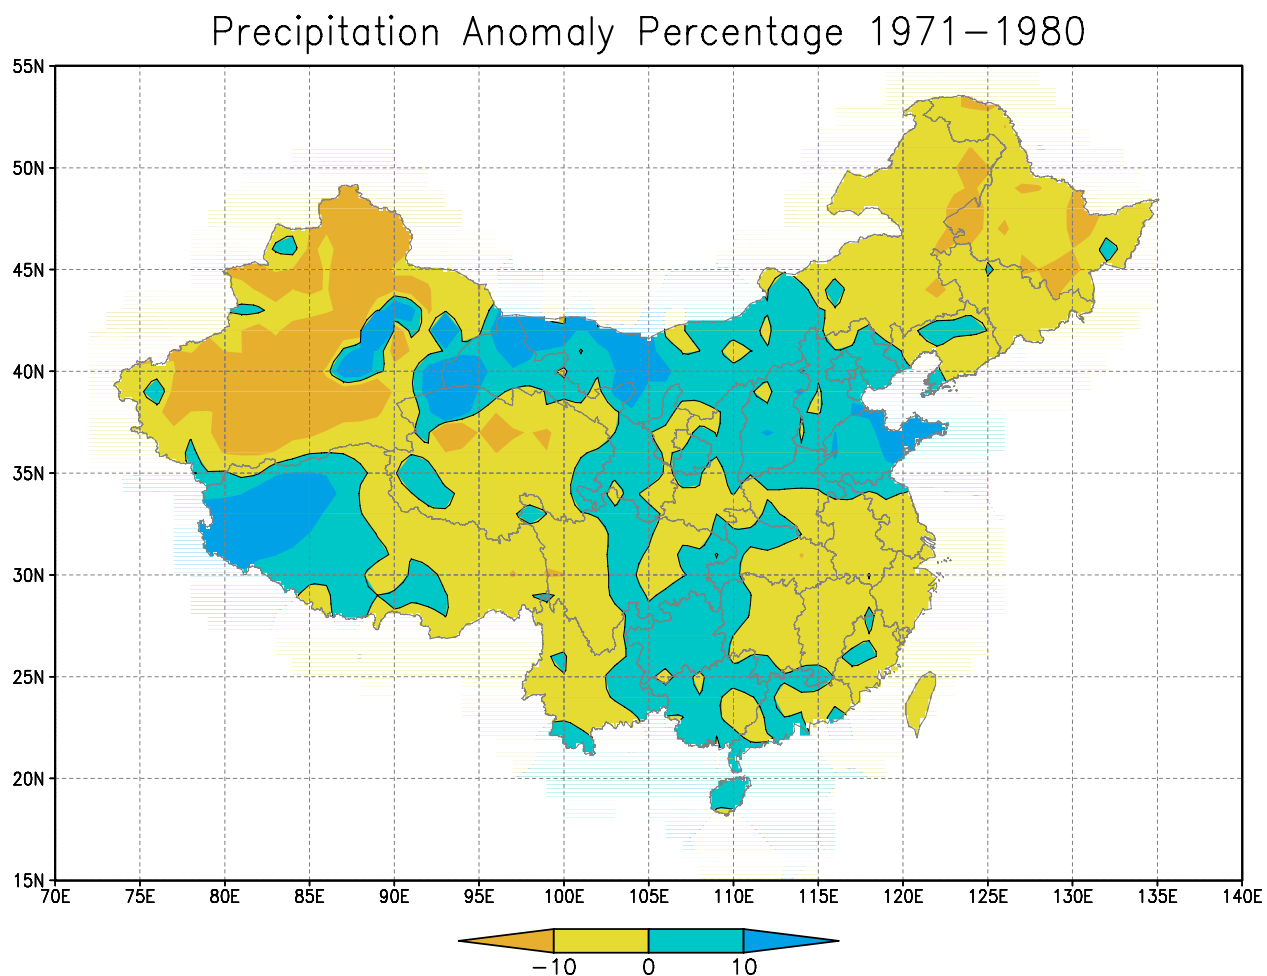 Precipitation Anomaly Percentage 1971-1980
55N
50N
45N
40N
35N
30N
25N
20N
15N
70E 75E 80E 85E 90E 95E 100E 105E 110E 115E 120E 125E 130E 135E 140E
-10 0 10